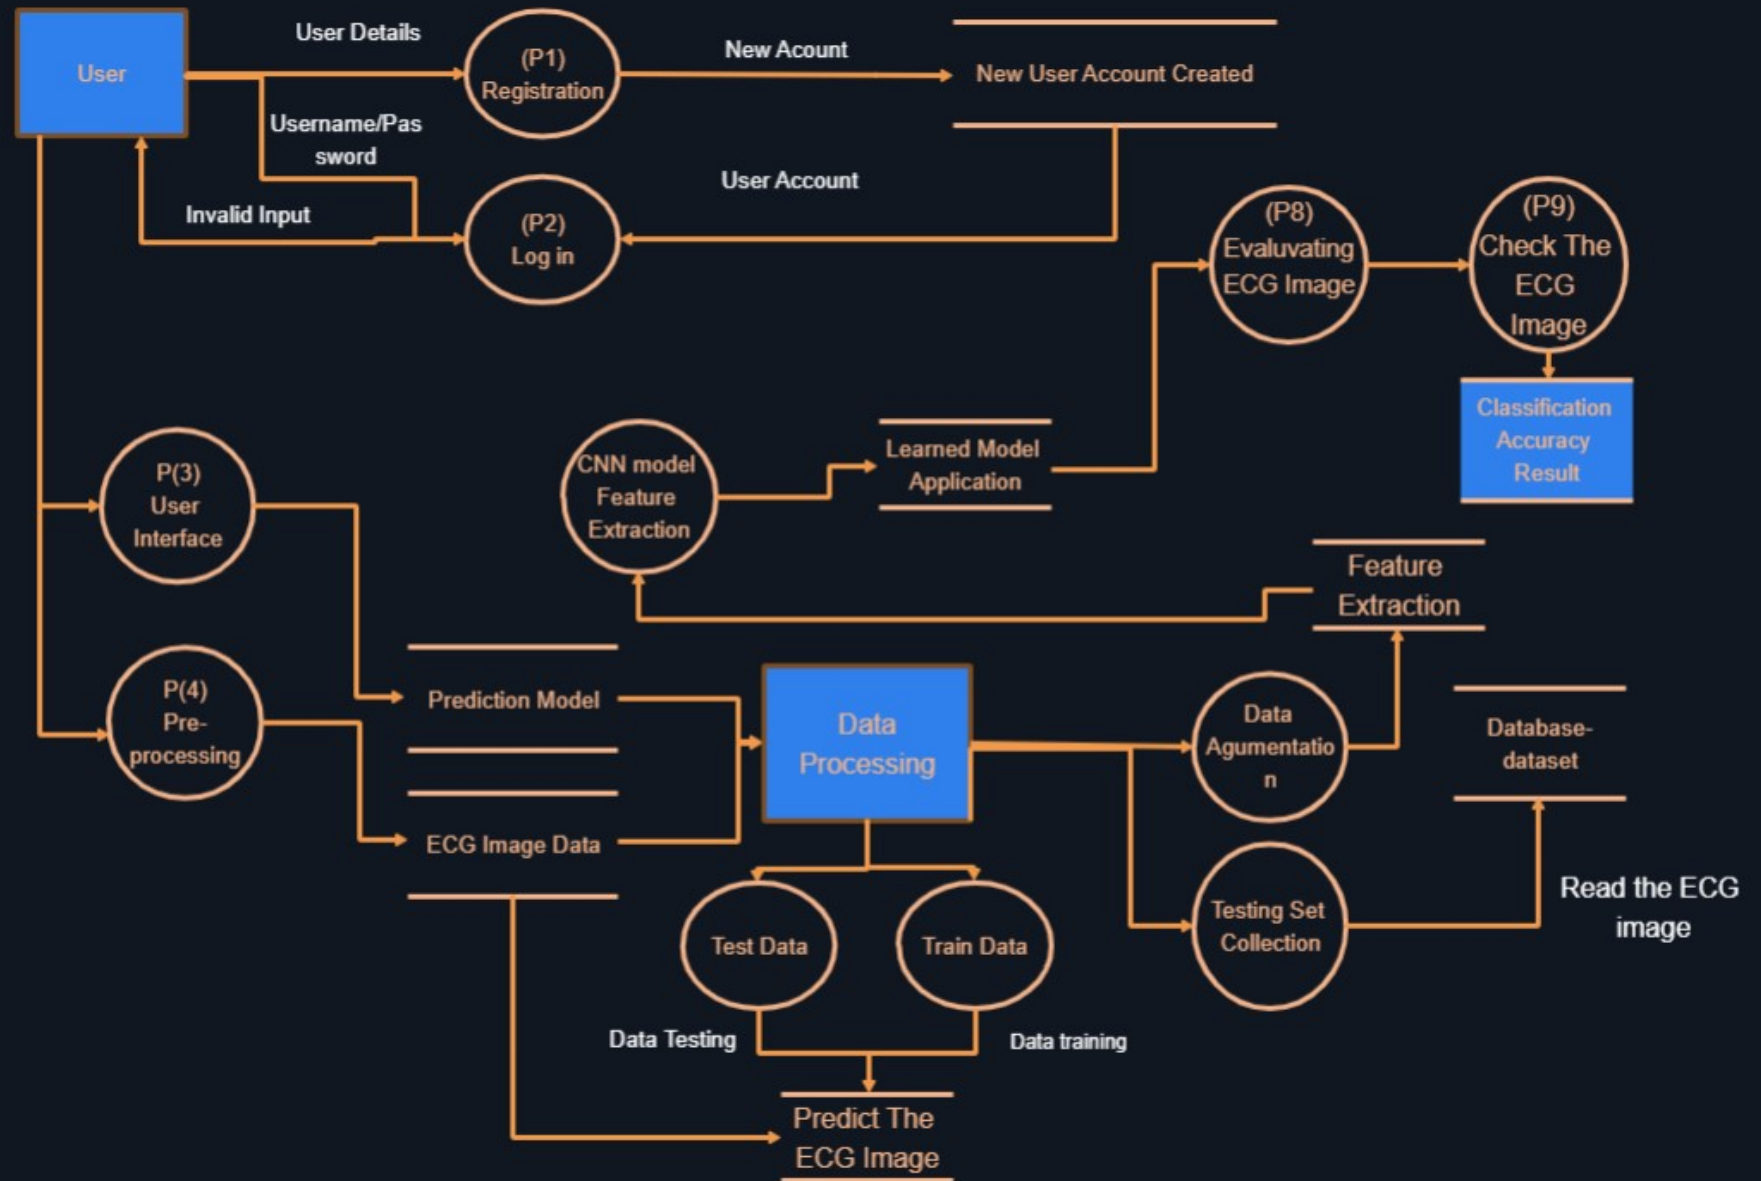 User Details
(P1)
Registration
New Acount
New User Account Created
User
Username/Pas
sword
User Account
Invalid Input
(P2)
Log in
(P8)
Evaluvating
ECG Image
(P9)
Check The
ECG
Image
Classification
Accuracy
Result
P(3)
User
Interface
CNN model
Feature
Extraction
Learned Model
Application
Feature
Extraction
P(4)
Pre-
processing
Prediction Model
ECG Image Data
Data
Processing
Data
Agumentatio
n
Database-
dataset
Test Data
Train Data
Testing Set
Collection
Read the ECG
image
Data Testing
Data training
Predict The
ECG Image